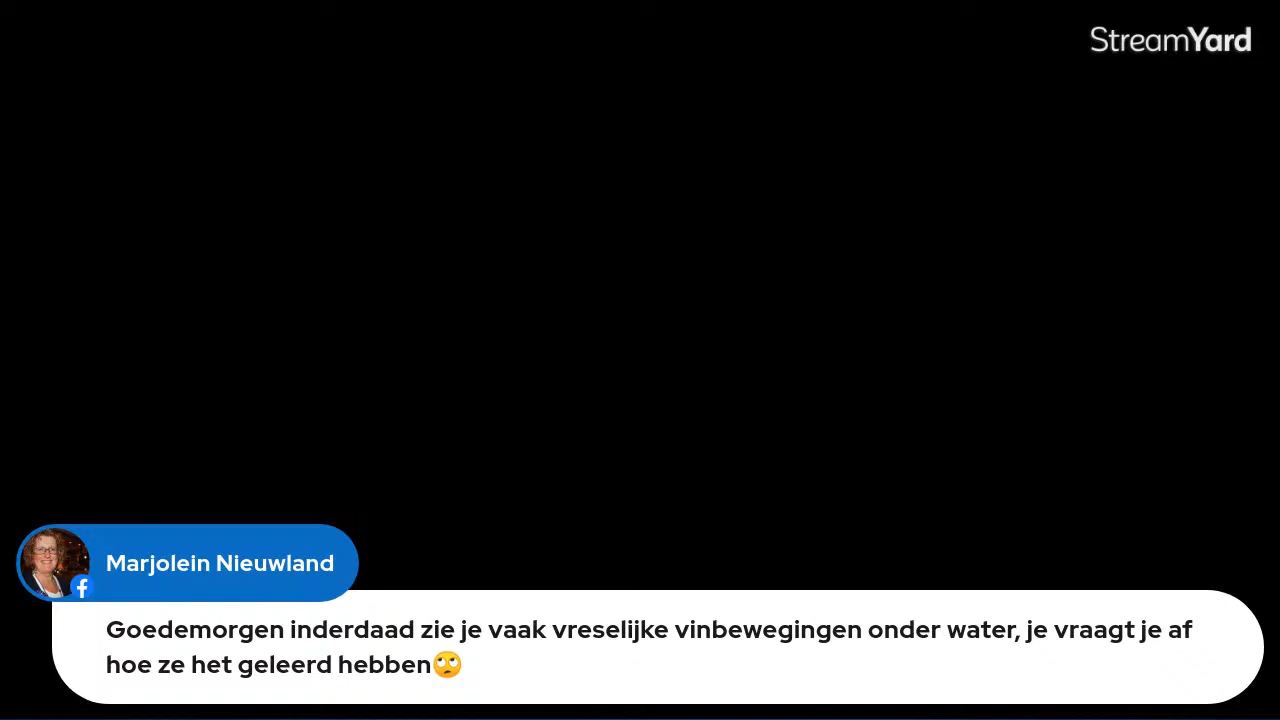 StreamYard
Marjolein Nieuwland
Goedemorgen inderdaad zie je vaak vreselijke vinbewegingen onder water, je vraagt je af
hoe ze het geleerd hebben🙄